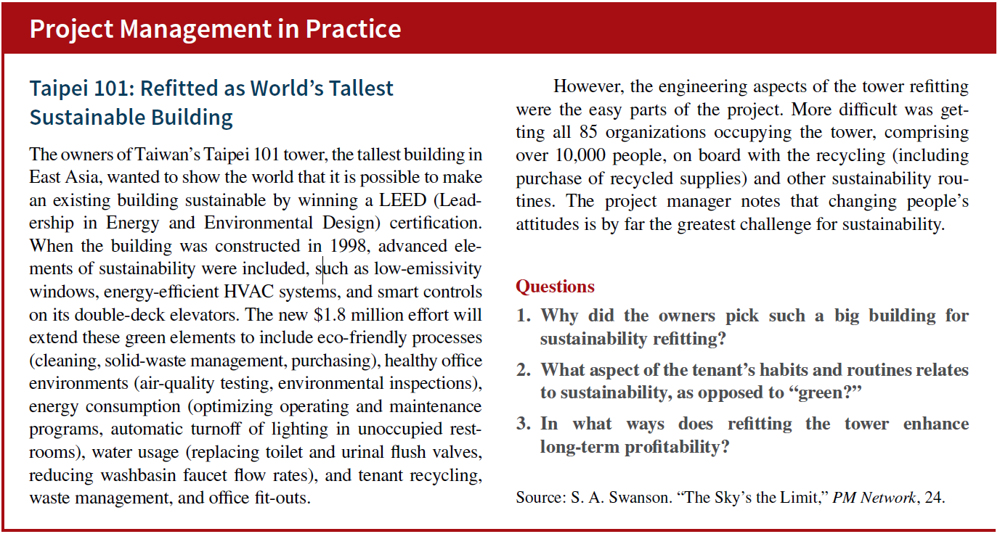 Project Management in Practice
Taipei 101: Refitted as World’s Tallest
Sustainable Building
The owners of Taiwan’s Taipei 101 tower, the tallest building in
East Asia, wanted to show the world that it is possible to make
an existing building sustainable by winning a LEED (Lead-
ership in Energy and Environmental Design) certification.
When the building was constructed in 1998, advanced ele-
ments of sustainability were included, such as low-emissivity
windows, energy-efficient HVAC systems, and smart controls
on its double-deck elevators. The new $1.8 million effort will
extend these green elements to include eco-friendly processes
(cleaning, solid-waste management, purchasing), healthy office
environments (air-quality testing, environmental inspections),
energy consumption (optimizing operating and maintenance
programs, automatic turnoff of lighting in unoccupied rest-
rooms), water usage (replacing toilet and urinal flush valves,
reducing washbasin faucet flow rates), and tenant recycling,
waste management, and office fit-outs.
However, the engineering aspects of the tower refitting
were the easy parts of the project. More difficult was get-
ting all 85 organizations occupying the tower, comprising
over 10,000 people, on board with the recycling (including
purchase of recycled supplies) and other sustainability rou-
tines. The project manager notes that changing people’s
attitudes is by far the greatest challenge for sustainability.
Questions
1. Why did the owners pick such a big building for
sustainability refitting?
2. What aspect of the tenant’s habits and routines relates
to sustainability, as opposed to “green?”
3. In what ways does refitting the tower enhance
long-term profitability?
Source: S. A. Swanson. “The Sky’s the Limit,” PM Network, 24.